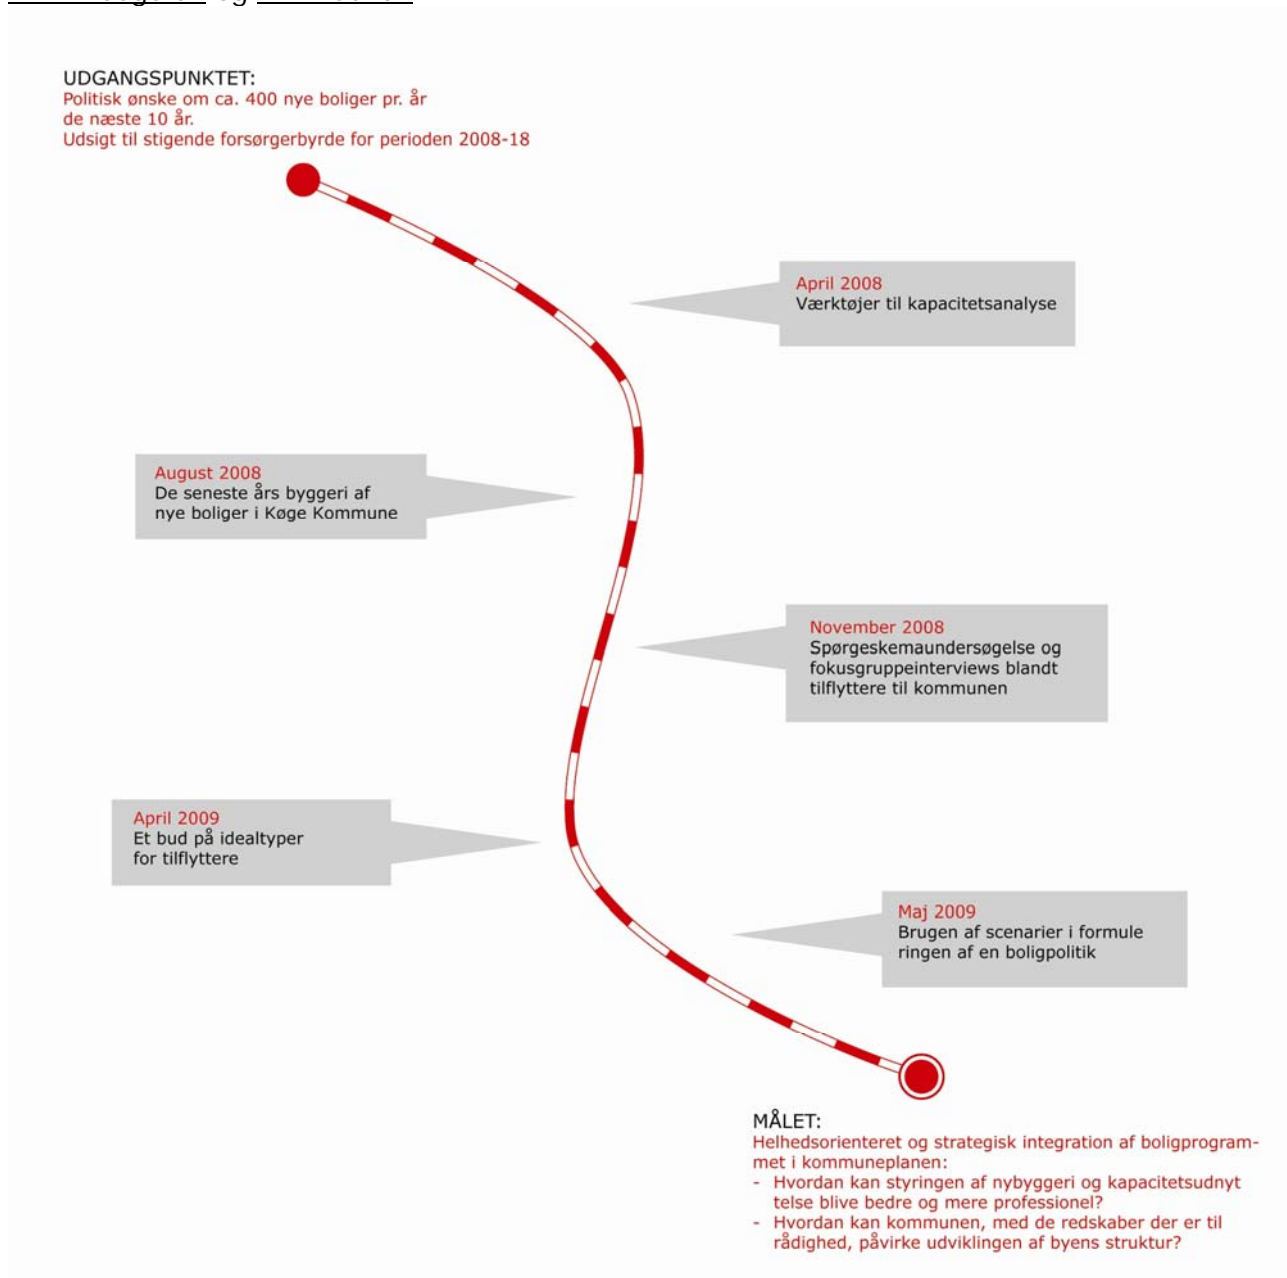 og
UDGANGSPUNKTET:
Politisk ønske om ca. 400 nye boliger pr. år
de næste 10 år.
Udsigt til stigende forsørgerbyrde for perioden 2008-18
April 2008
Værktøjer til kapacitetsanalyse
August 2008
De seneste års byggeri af
nye boliger i Køge Kommune
November 2008
Spørgeskemaundersøgelse og
fokusgruppeinterviews blandt
tilflyttere til kommunen
April 2009
Et bud på idealtyper
for tilflyttere
Maj 2009
Brugen af scenarier i formule
ringen af en boligpolitik
MÅLET:
Helhedsorienteret og strategisk integration af boligprogram-
met i kommuneplanen:
- Hvordan kan styringen af nybyggeri og kapacitetsudnyt
telse blive bedre og mere professionel?
- Hvordan kan kommunen, med de redskaber der er til
rådighed, påvirke udviklingen af byens struktur?